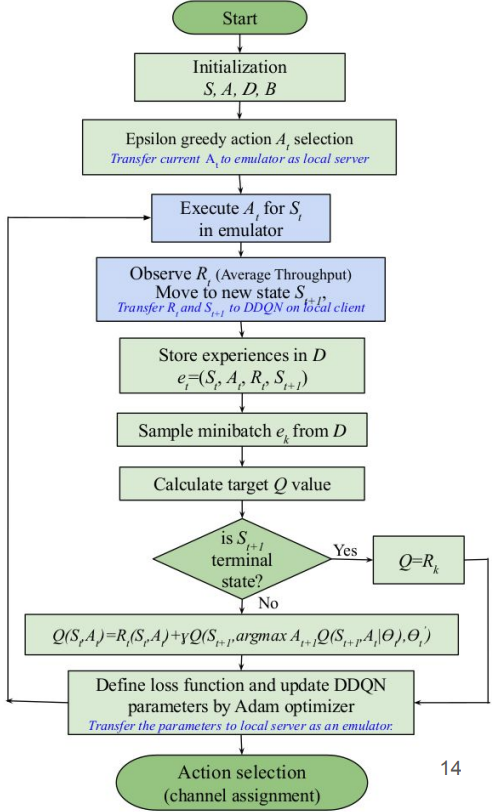 Start
Initialization
S, A, D, B
Epsilon greedy action Aₜ selection
Transfer current Aₜ to emulator as local server
Execute Aₜ for Sₜ
in emulator
Observe Rₜ (Average Throughput)
Move to new state Sₜ₊₁,
Transfer Rₜ and Sₜ₊₁ to DDQN on local client
Store experiences in D
eₜ=(Sₜ, Aₜ, Rₜ, Sₜ₊₁)
Sample minibatch eₖ from D
Calculate target Q value
is Sₜ₊₁
terminal
state?
Yes
Q=Rₖ
No
Q(Sₜ,Aₜ)=Rₜ(Sₜ,Aₜ)+γQ(Sₜ₊₁,argmax Aₜ₊₁Q(Sₜ₊₁,Aₜ|Θₜ),Θₜ')
Define loss function and update DDQN
parameters by Adam optimizer
Transfer the parameters to local server as an emulator.
Action selection
(channel assignment)
14